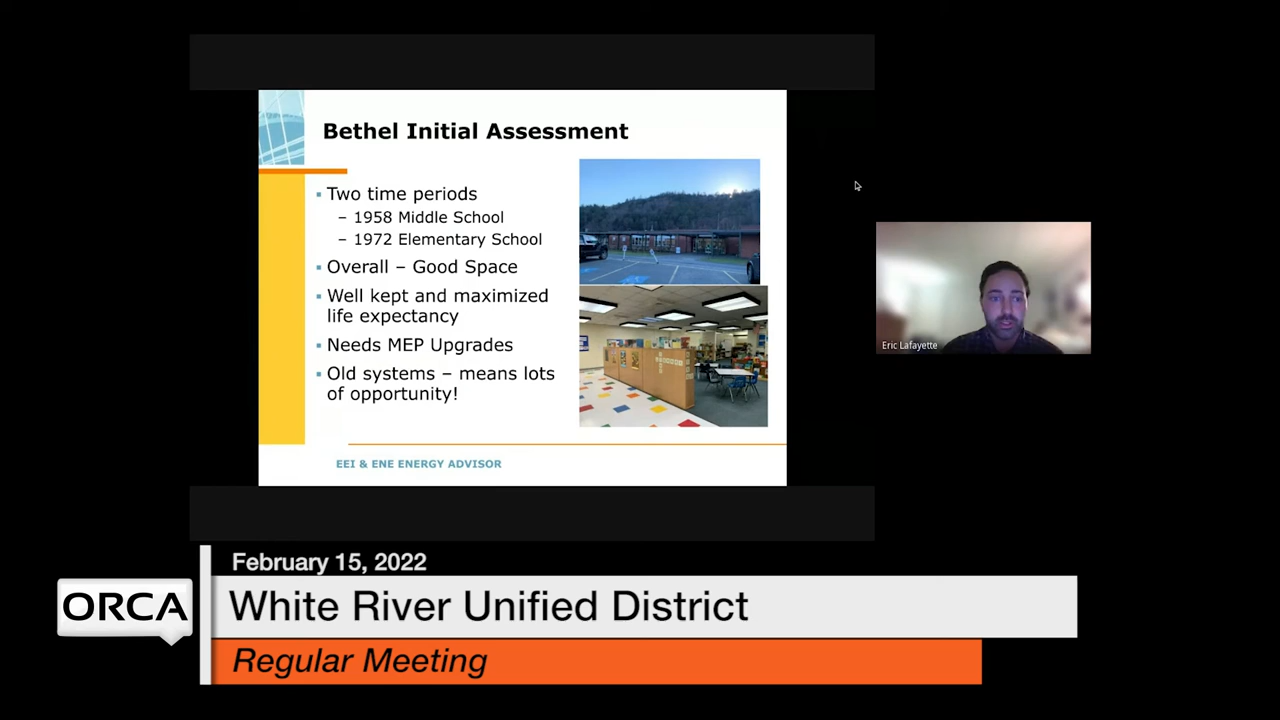 Bethel Initial Assessment
▪ Two time periods
– 1958 Middle School
– 1972 Elementary School
▪ Overall – Good Space
▪ Well kept and maximized
life expectancy
▪ Needs MEP Upgrades
▪ Old systems – means lots
of opportunity!
EEI & ENE ENERGY ADVISOR
Eric Lafayette
February 15, 2022
ORCA
White River Unified District
Regular Meeting